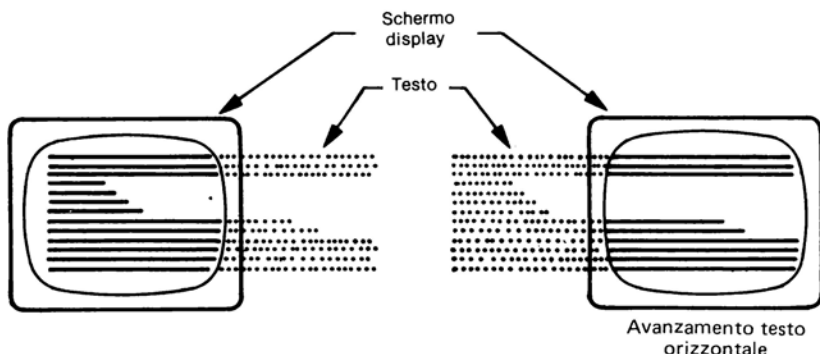 Schermo
display
Testo
Avanzamento testo
orizzontale